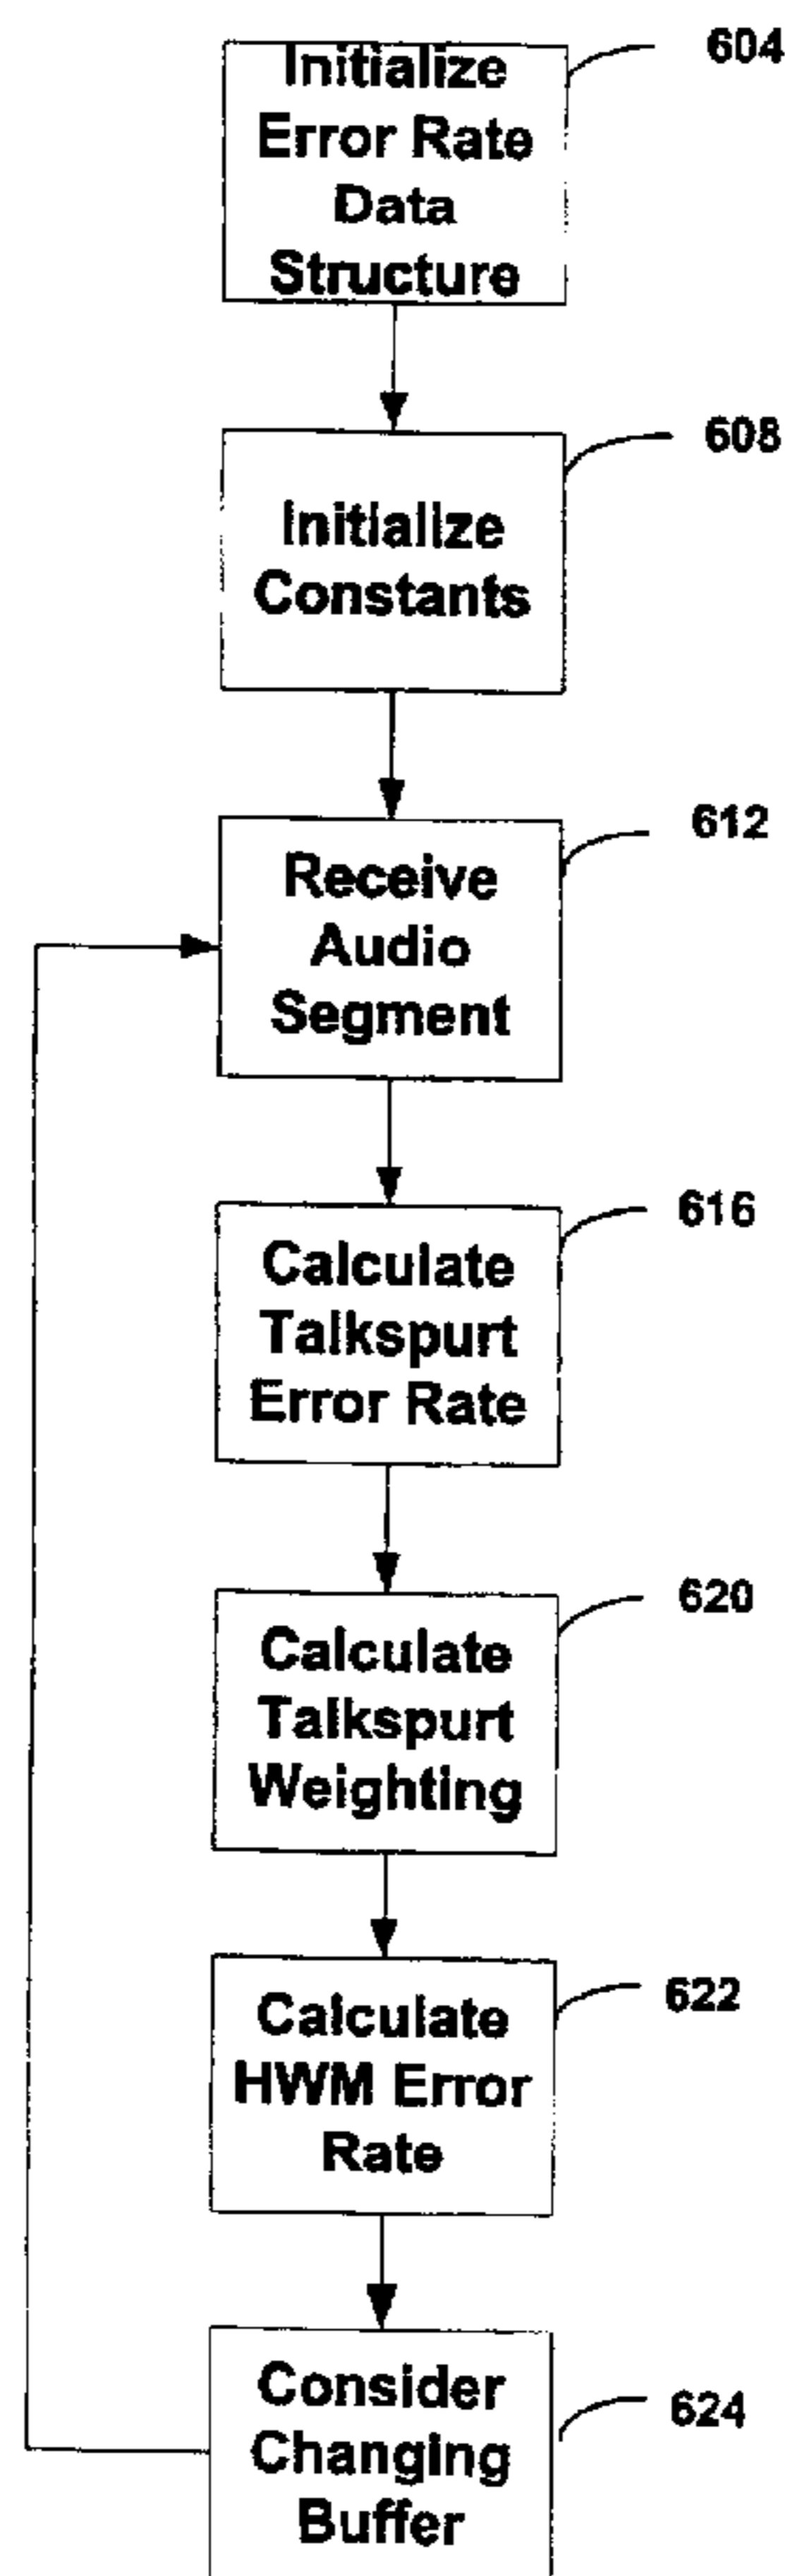 Initialize
Error Rate
Data
Structure
604
Initialize
Constants
608
Receive
Audio
Segment
612
Calculate
Talkspurt
Error Rate
616
Calculate
Talkspurt
Weighting
620
Calculate
HWM Error
Rate
622
Consider
Changing
Buffer
624